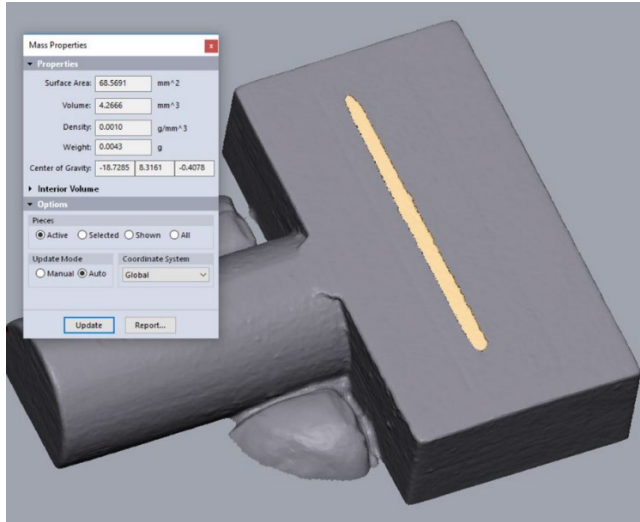 Mass Properties x
Properties
Surface Area: 68.5691 mm^2
Volume: 4.2666 mm^3
Density: 0.0010 g/mm^3
Weight: 0.0043 g
Center of Gravity: -18.7285 8.3161 -0.4078
Interior Volume
Options
Pieces
Active Selected Shown All
Update Mode Coordinate System
Manual Auto Global
Update Report...